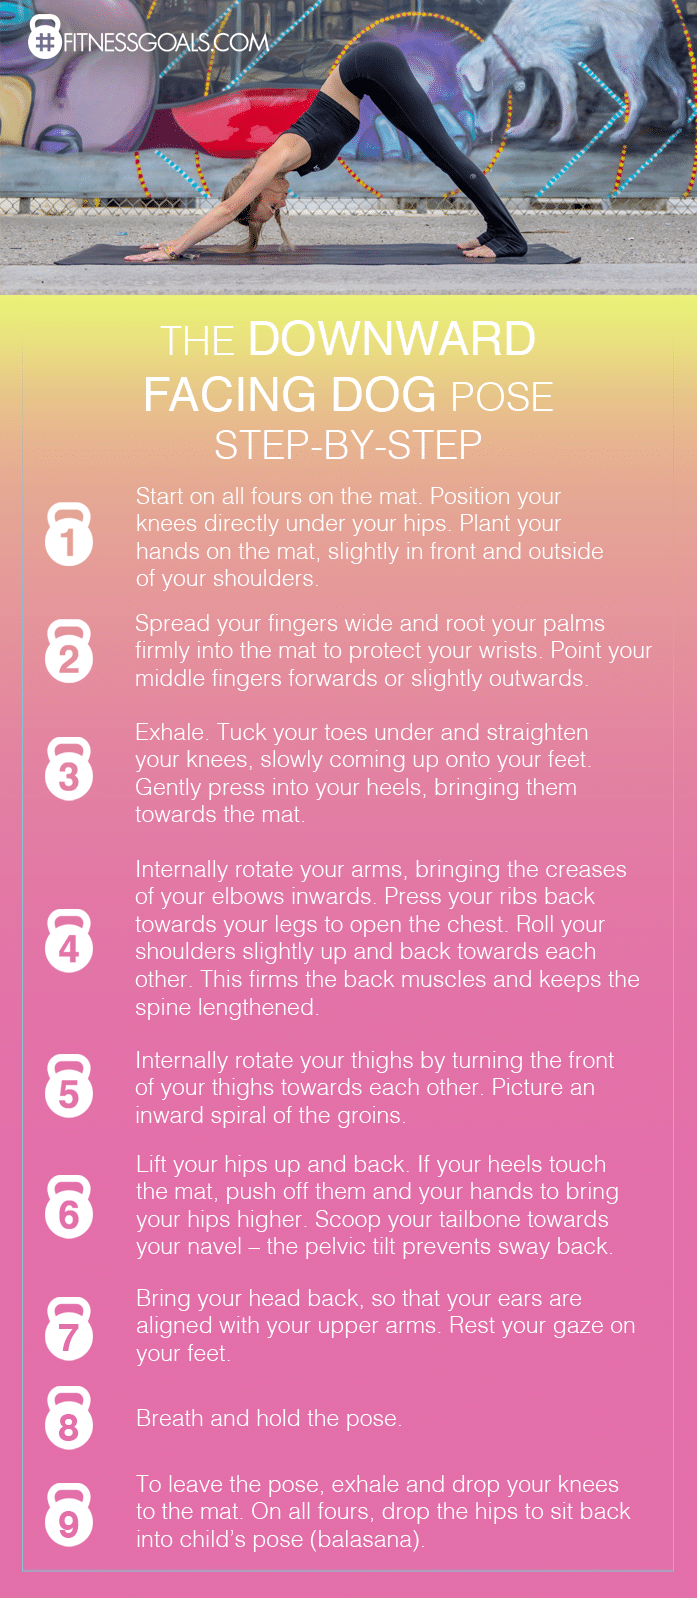 #FITNESSGOALS.COM
THE DOWNWARD
FACING DOG POSE
STEP-BY-STEP
1
Start on all fours on the mat. Position your
knees directly under your hips. Plant your
hands on the mat, slightly in front and outside
of your shoulders.
2
Spread your fingers wide and root your palms
firmly into the mat to protect your wrists. Point your
middle fingers forwards or slightly outwards.
3
Exhale. Tuck your toes under and straighten
your knees, slowly coming up onto your feet.
Gently press into your heels, bringing them
towards the mat.
4
Internally rotate your arms, bringing the creases
of your elbows inwards. Press your ribs back
towards your legs to open the chest. Roll your
shoulders slightly up and back towards each
other. This firms the back muscles and keeps the
spine lengthened.
5
Internally rotate your thighs by turning the front
of your thighs towards each other. Picture an
inward spiral of the groins.
6
Lift your hips up and back. If your heels touch
the mat, push off them and your hands to bring
your hips higher. Scoop your tailbone towards
your navel – the pelvic tilt prevents sway back.
7
Bring your head back, so that your ears are
aligned with your upper arms. Rest your gaze on
your feet.
8
Breath and hold the pose.
9
To leave the pose, exhale and drop your knees
to the mat. On all fours, drop the hips to sit back
into child's pose (balasana).